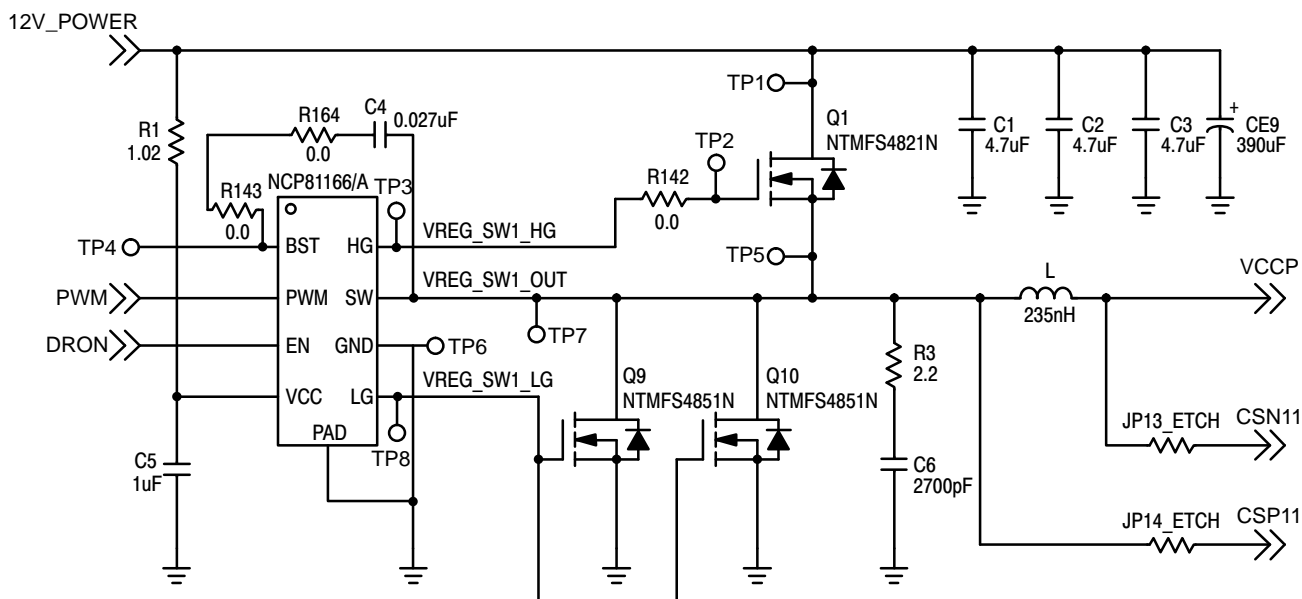 12V_POWER
TP1
R164
C4
0.027uF
0.0
R1
1.02
Q1
NTMFS4821N
C1
4.7uF
C2
4.7uF
C3
4.7uF
+
CE9
390uF
R143
0.0
NCP81166/A
TP3
TP2
R142
0.0
TP4
BST
HG
VREG_SW1_HG
TP5
PWM
PWM
SW
VREG_SW1_OUT
L
235nH
VCCP
TP7
DRON
EN
GND
TP6
R3
2.2
VCC
LG
VREG_SW1_LG
Q9
NTMFS4851N
Q10
NTMFS4851N
PAD
TP8
JP13_ETCH
CSN11
C5
1uF
C6
2700pF
JP14_ETCH
CSP11